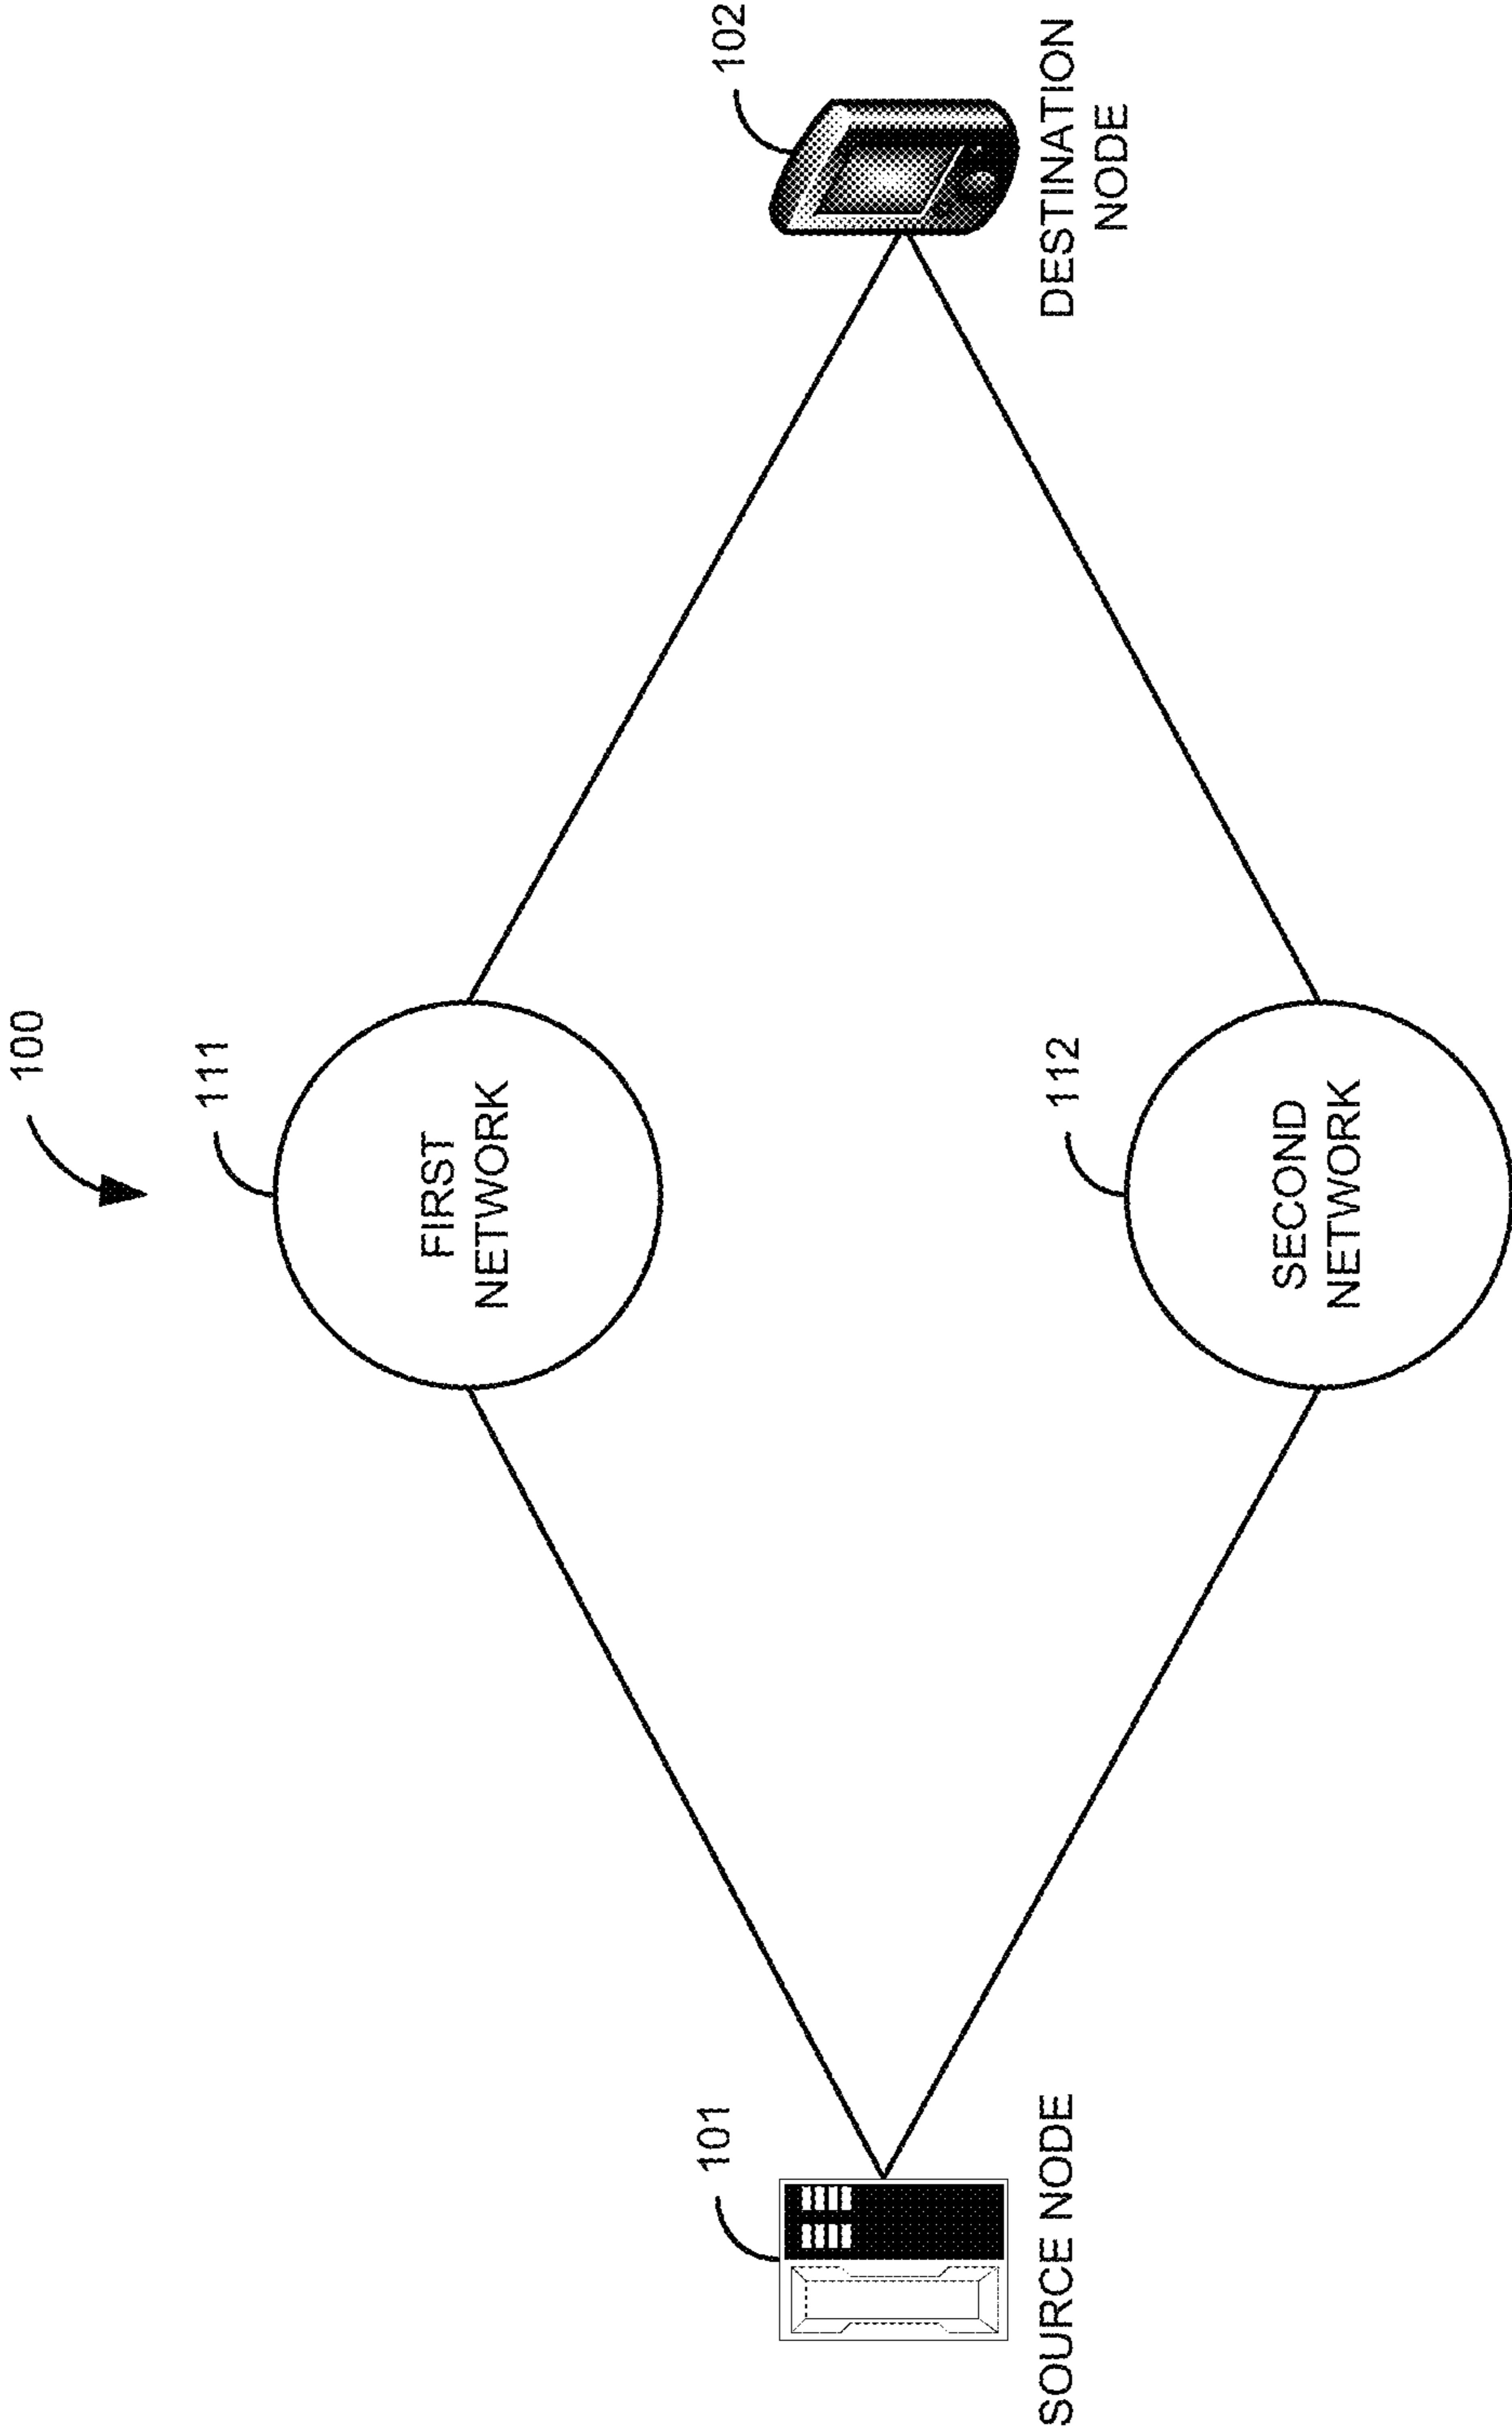 100
111
FIRST
NETWORK
101
SOURCE NODE
102
DESTINATION
NODE
112
SECOND
NETWORK